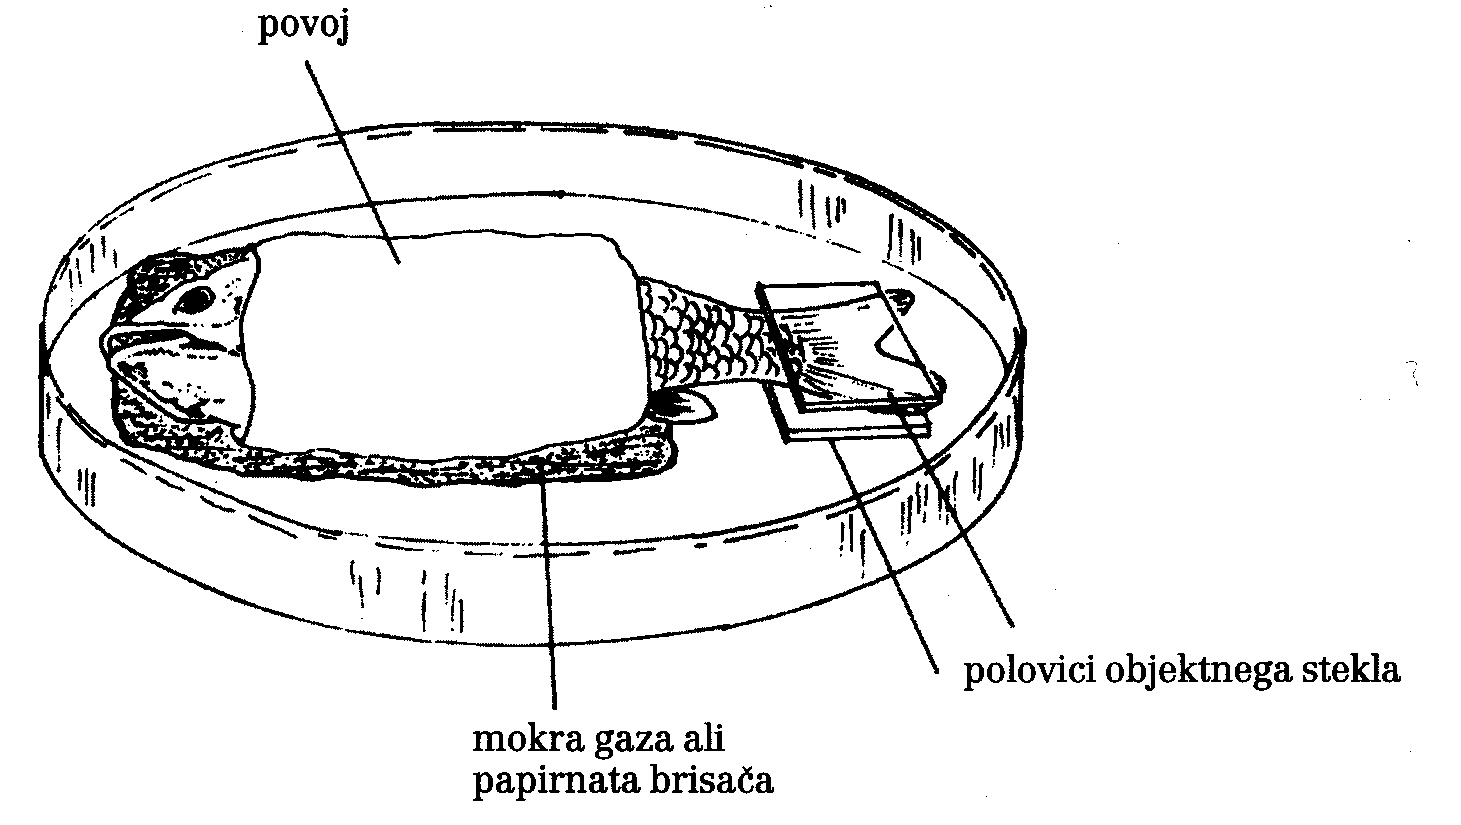 povoj
polovici objektnega stekla
mokra gaza ali
papirnata brisača